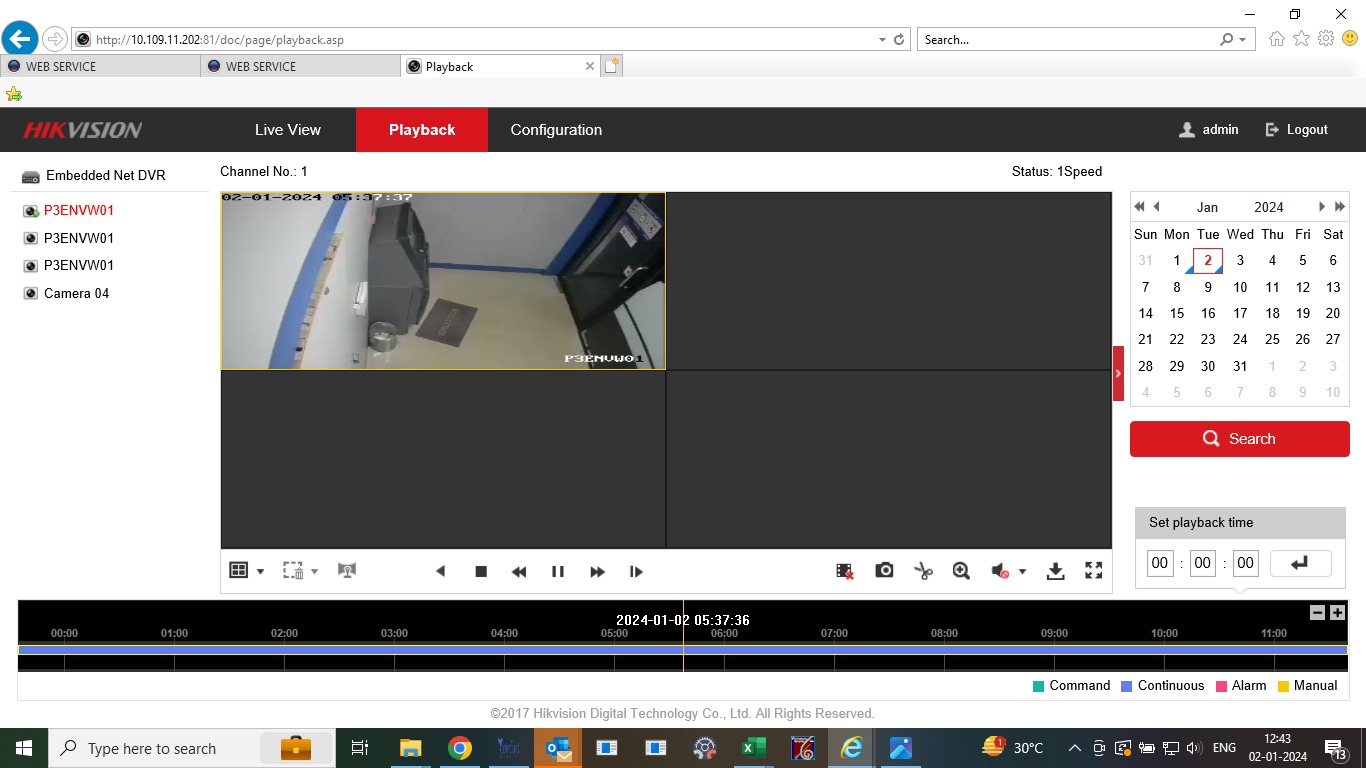 http://10.109.11.202:81/doc/page/playback.asp
Search...
WEB SERVICE
WEB SERVICE
Playback
HIKVISION
Live View
Playback
Configuration
admin
Logout
Embedded Net DVR
P3ENVW01
P3ENVW01
P3ENVW01
Camera 04
Channel No.: 1
Status: 1Speed
02-01-2024 05:37:37
P3ENVW01
Jan 2024
Sun Mon Tue Wed Thu Fri Sat
31 1 2 3 4 5 6
7 8 9 10 11 12 13
14 15 16 17 18 19 20
21 22 23 24 25 26 27
28 29 30 31 1 2 3
4 5 6 7 8 9 10
Search
Set playback time
00 : 00 : 00
2024-01-02 05:37:36
00:00 01:00 02:00 03:00 04:00 05:00 06:00 07:00 08:00 09:00 10:00 11:00
Command Continuous Alarm Manual
©2017 Hikvision Digital Technology Co., Ltd. All Rights Reserved.
Type here to search
1
30°C
ENG
12:43
02-01-2024
13